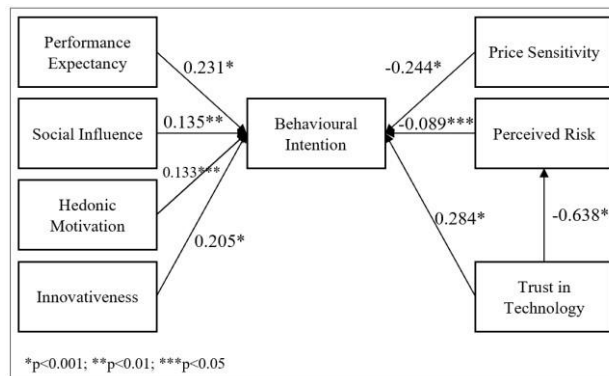 Performance
Expectancy
Price Sensitivity
0.231*
-0.244*
Social Influence
0.135**
Behavioural
Intention
-0.089***
Perceived Risk
0.133***
Hedonic
Motivation
0.205*
0.284*
-0.638*
Innovativeness
Trust in
Technology
*p<0.001; **p<0.01; ***p<0.05